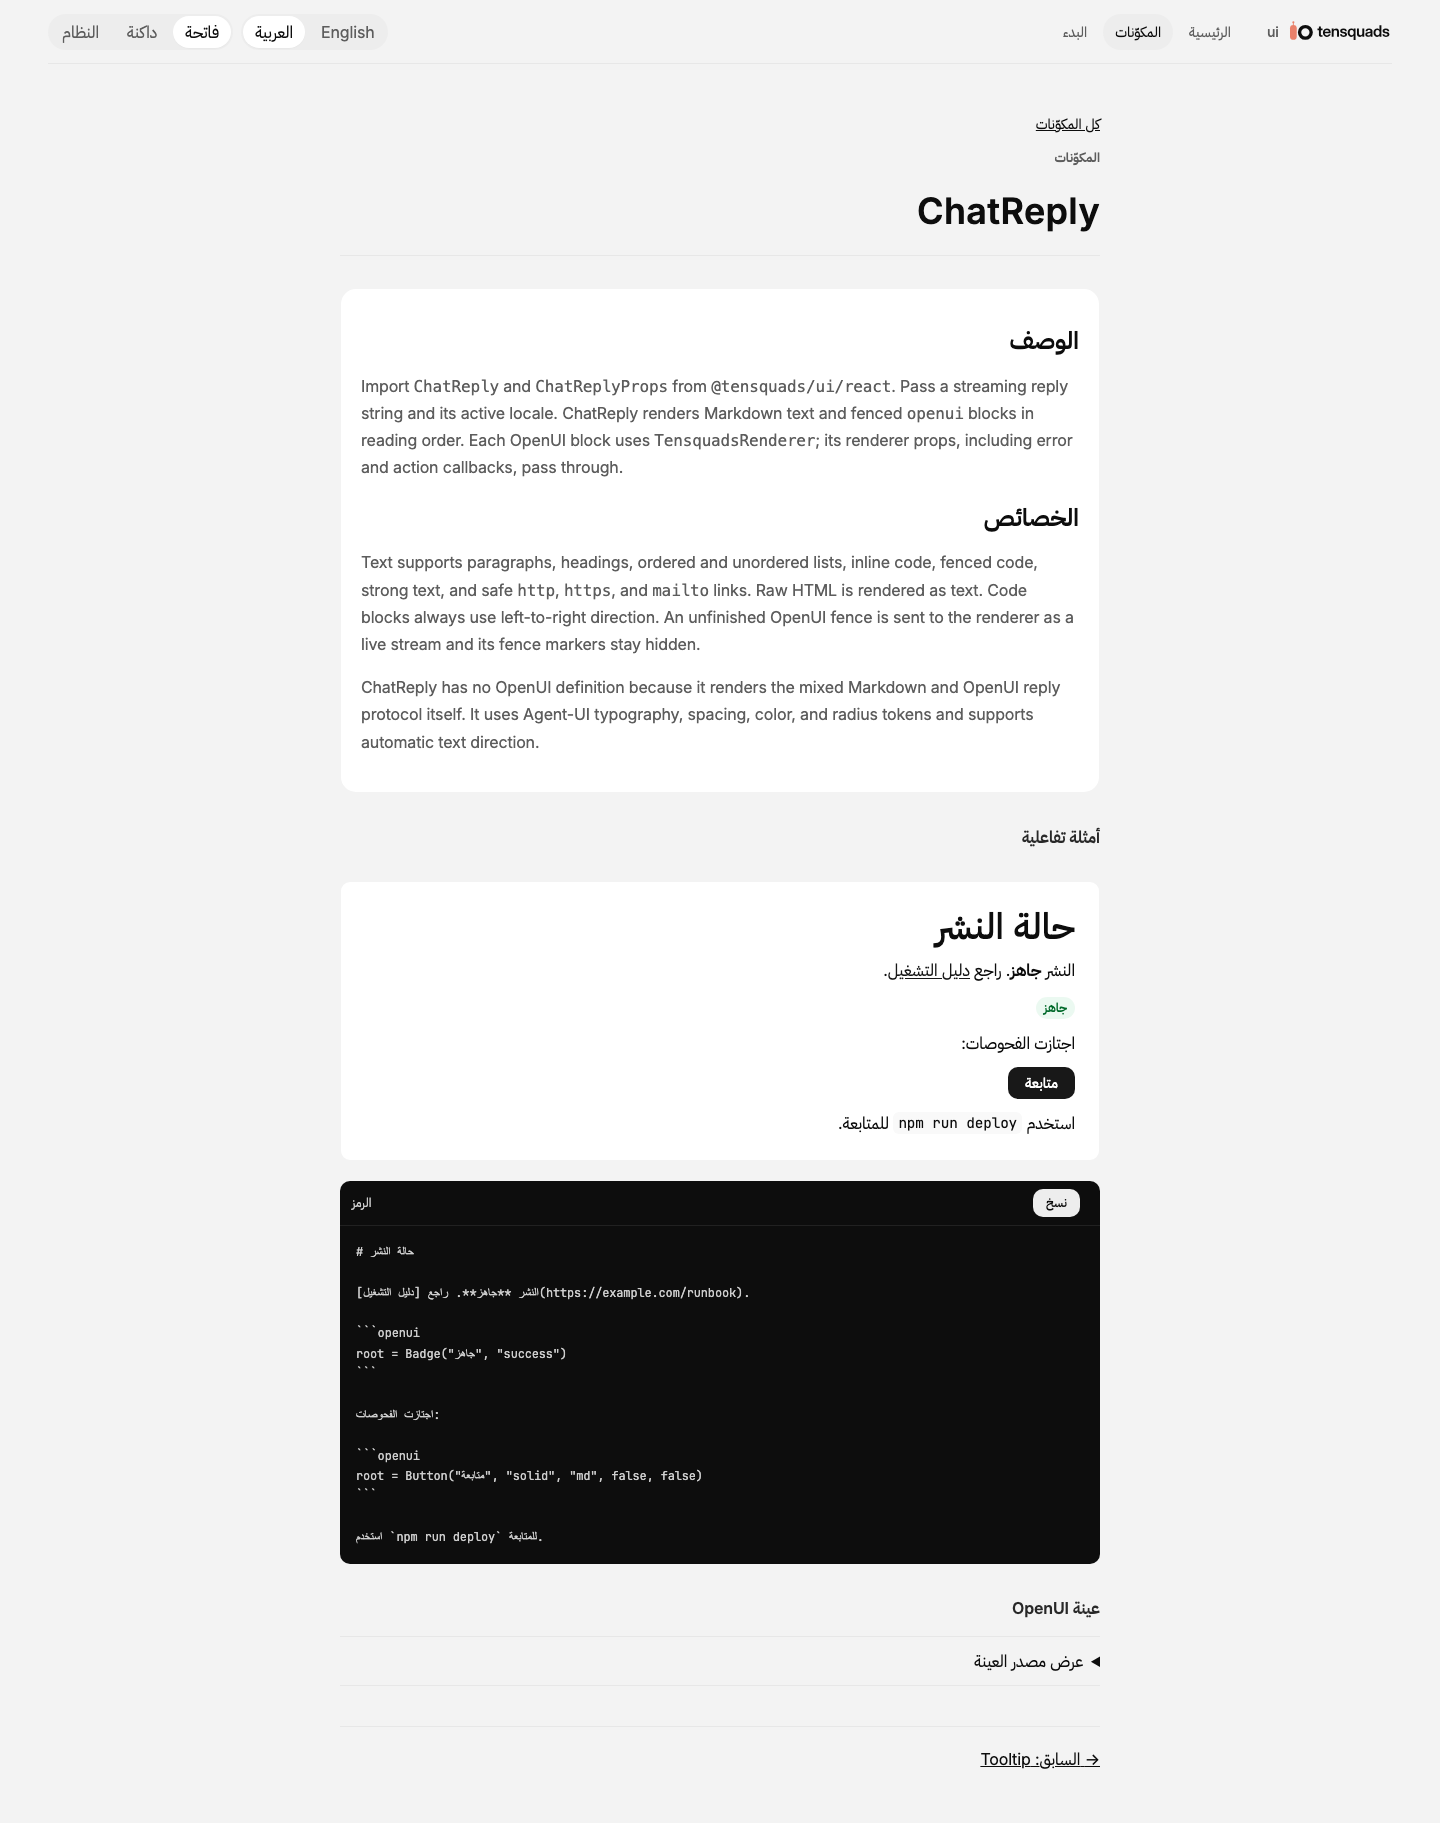 tensquads ui الرئيسية المكوّنات البدء English العربية فاتحة داكنة النظام
كل المكوّنات
المكوّنات
ChatReply
الوصف
Import ChatReply and ChatReplyProps from @tensquads/ui/react. Pass a streaming reply
string and its active locale. ChatReply renders Markdown text and fenced openui blocks in
reading order. Each OpenUI block uses TensquadsRenderer; its renderer props, including error
and action callbacks, pass through.
الخصائص
Text supports paragraphs, headings, ordered and unordered lists, inline code, fenced code,
strong text, and safe http, https, and mailto links. Raw HTML is rendered as text. Code
blocks always use left-to-right direction. An unfinished OpenUI fence is sent to the renderer as a
live stream and its fence markers stay hidden.
ChatReply has no OpenUI definition because it renders the mixed Markdown and OpenUI reply
protocol itself. It uses Agent-UI typography, spacing, color, and radius tokens and supports
automatic text direction.
أمثلة تفاعلية
حالة النشر
النشر جاهز. راجع دليل التشغيل.
جاهز
اجتازت الفحوصات:
متابعة
استخدم npm run deploy للمتابعة.
نسخ الرمز
# حالة النشر
النشر **جاهز**. راجع [دليل التشغيل](https://example.com/runbook).
```openui
root = Badge("جاهز", "success")
```
اجتازت الفحوصات:
```openui
root = Button("متابعة", "solid", "md", false, false)
```
استخدم `npm run deploy` للمتابعة.
عينة OpenUI
عرض مصدر العينة
→ السابق: Tooltip